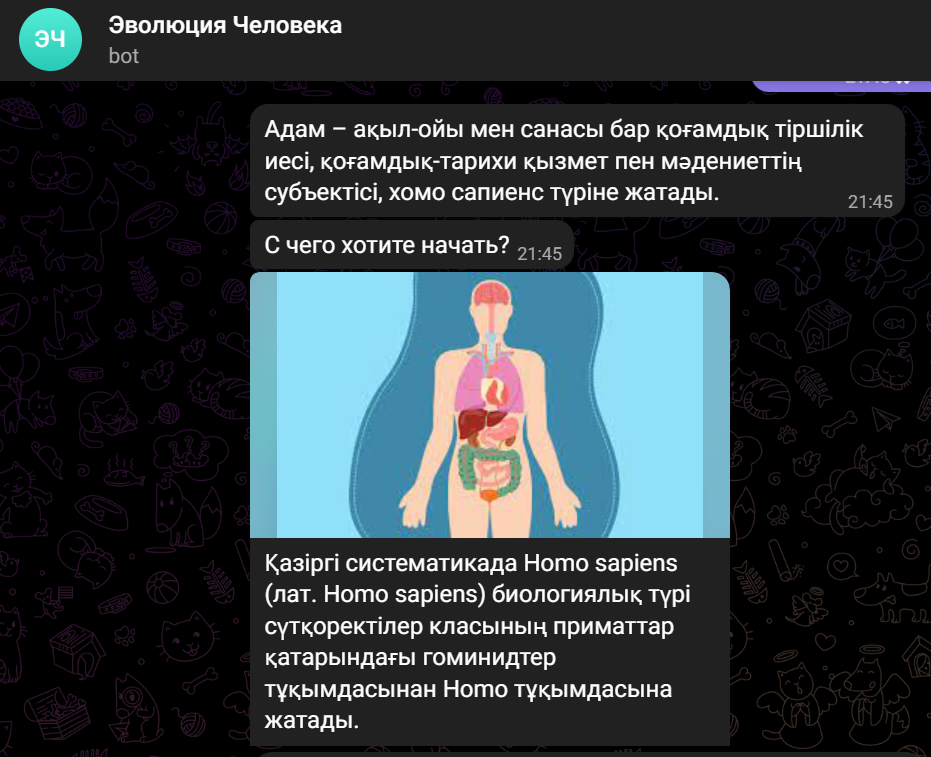 ЭЧ
Эволюция Человека
bot
Адам – ақыл-ойы мен санасы бар қоғамдық тіршілік
иесі, қоғамдық-тарихи қызмет пен мәдениеттің
субъектісі, хомо сапиенс түріне жатады.
21:45
С чего хотите начать? 21:45
Қазіргі систематикада Homo sapiens
(лат. Homo sapiens) биологиялық түрі
сүтқоректілер класының приматтар
қатарындағы гоминидтер
тұқымдасынан Homo тұқымдасына
жатады.